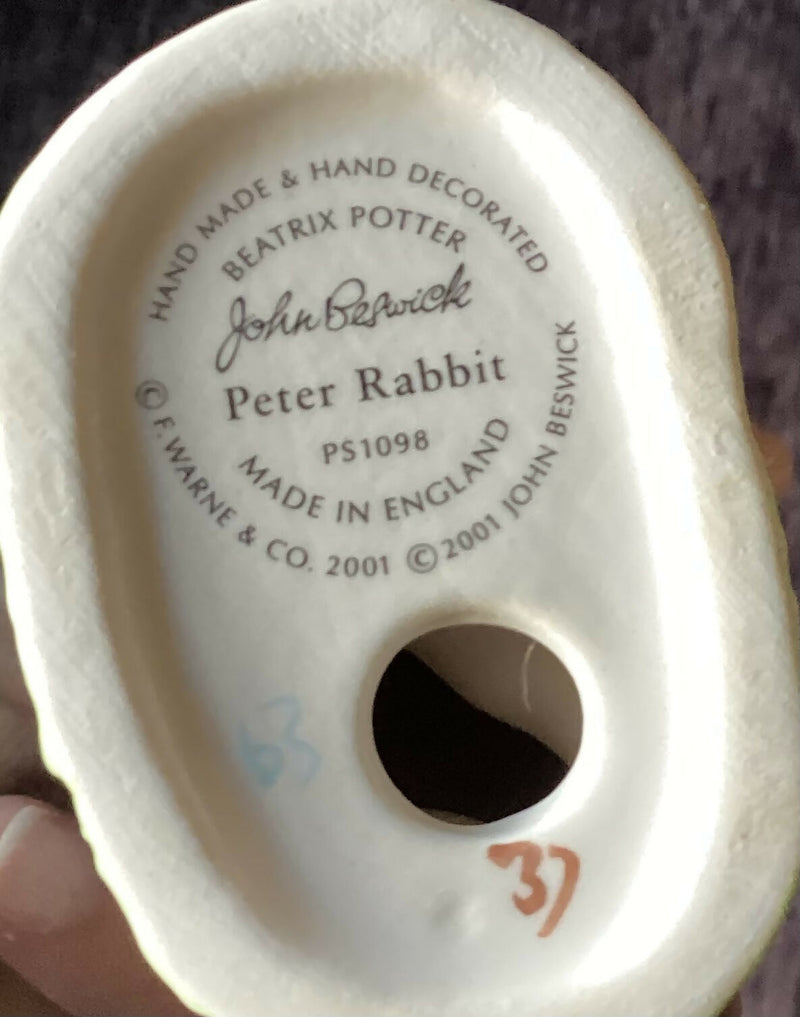 HAND MADE & HAND DECORATED
BEATRIX POTTER
John Beswick
Peter Rabbit
PS1098
MADE IN ENGLAND
© F. WARNE & CO. 2001 © 2001 JOHN BESWICK
63
37